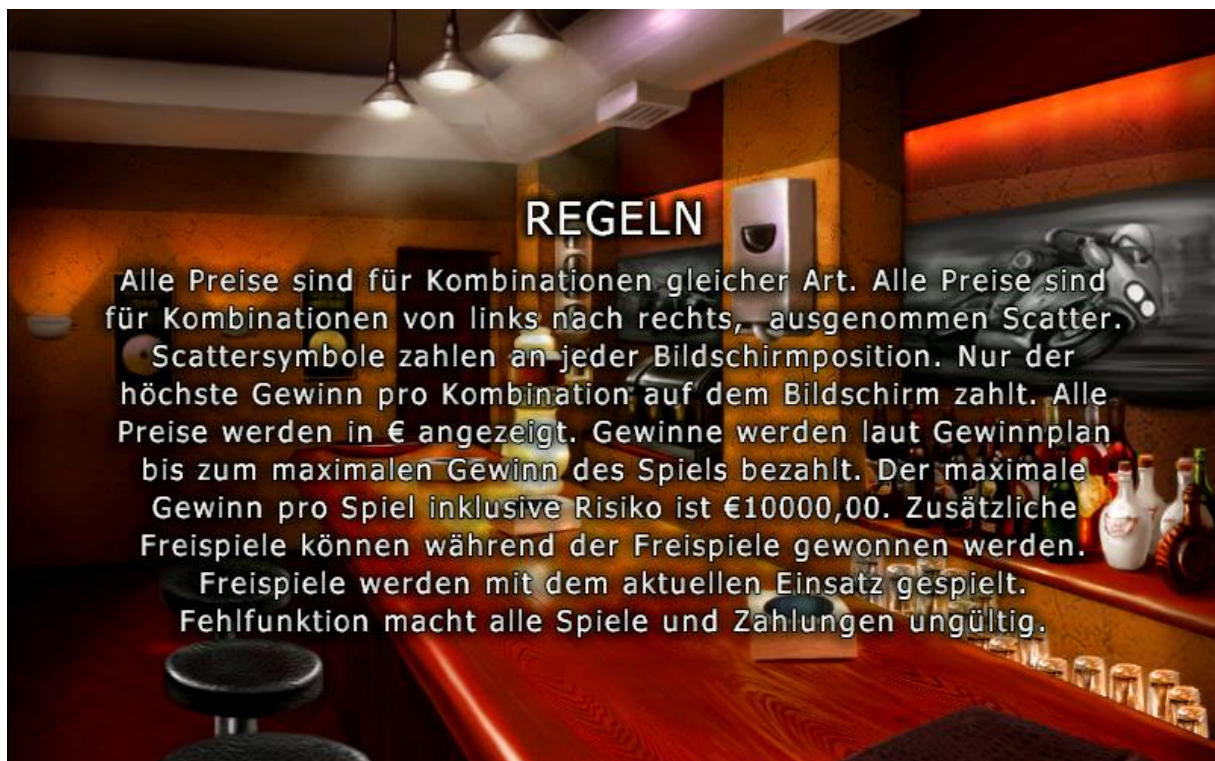 REGELN
Alle Preise sind für Kombinationen gleicher Art. Alle Preise sind
für Kombinationen von links nach rechts, ausgenommen Scatter.
Scattersymbole zahlen an jeder Bildschirmposition. Nur der
höchste Gewinn pro Kombination auf dem Bildschirm zahlt. Alle
Preise werden in € angezeigt. Gewinne werden laut Gewinnplan
bis zum maximalen Gewinn des Spiels bezahlt. Der maximale
Gewinn pro Spiel inklusive Risiko ist €10000,00. Zusätzliche
Freispiele können während der Freispiele gewonnen werden.
Freispiele werden mit dem aktuellen Einsatz gespielt.
Fehlfunktion macht alle Spiele und Zahlungen ungültig.